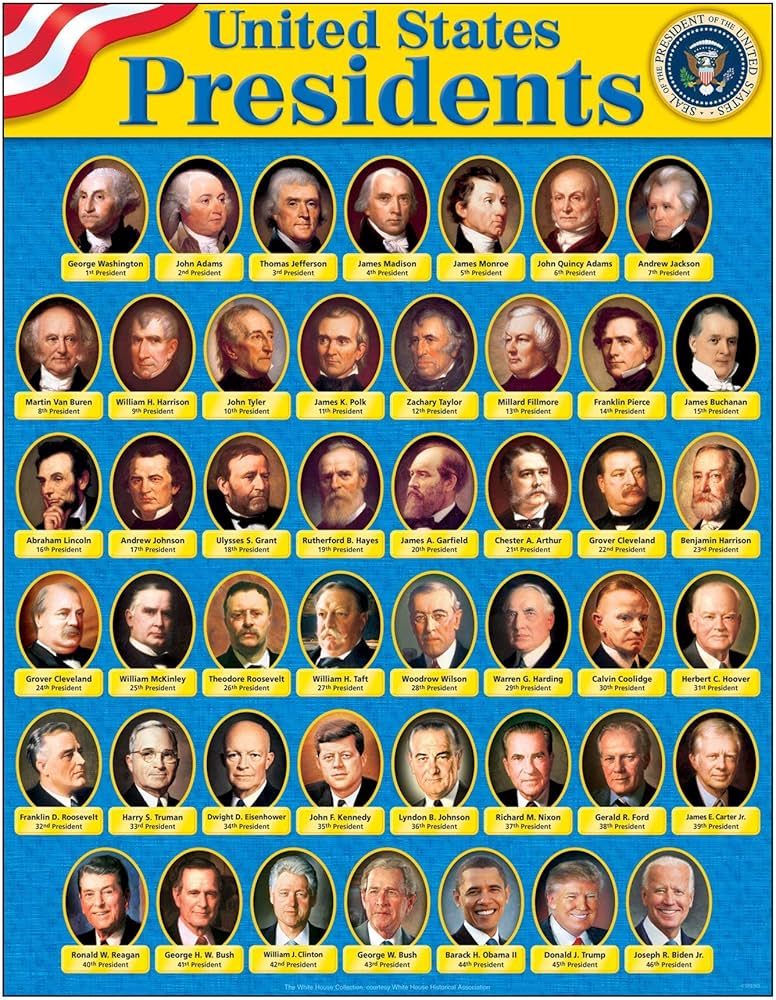 United States
Presidents
SEAL OF THE PRESIDENT OF THE UNITED STATES
George Washington
1st President
John Adams
2nd President
Thomas Jefferson
3rd President
James Madison
4th President
James Monroe
5th President
John Quincy Adams
6th President
Andrew Jackson
7th President
Martin Van Buren
8th President
William H. Harrison
9th President
John Tyler
10th President
James K. Polk
11th President
Zachary Taylor
12th President
Millard Fillmore
13th President
Franklin Pierce
14th President
James Buchanan
15th President
Abraham Lincoln
16th President
Andrew Johnson
17th President
Ulysses S. Grant
18th President
Rutherford B. Hayes
19th President
James A. Garfield
20th President
Chester A. Arthur
21st President
Grover Cleveland
22nd President
Benjamin Harrison
23rd President
Grover Cleveland
24th President
William McKinley
25th President
Theodore Roosevelt
26th President
William H. Taft
27th President
Woodrow Wilson
28th President
Warren G. Harding
29th President
Calvin Coolidge
30th President
Herbert C. Hoover
31st President
Franklin D. Roosevelt
32nd President
Harry S. Truman
33rd President
Dwight D. Eisenhower
34th President
John F. Kennedy
35th President
Lyndon B. Johnson
36th President
Richard M. Nixon
37th President
Gerald R. Ford
38th President
James E. Carter Jr.
39th President
Ronald W. Reagan
40th President
George H. W. Bush
41st President
William J. Clinton
42nd President
George W. Bush
43rd President
Barack H. Obama II
44th President
Donald J. Trump
45th President
Joseph R. Biden Jr.
46th President
The White House Collection, courtesy White House Historical Association